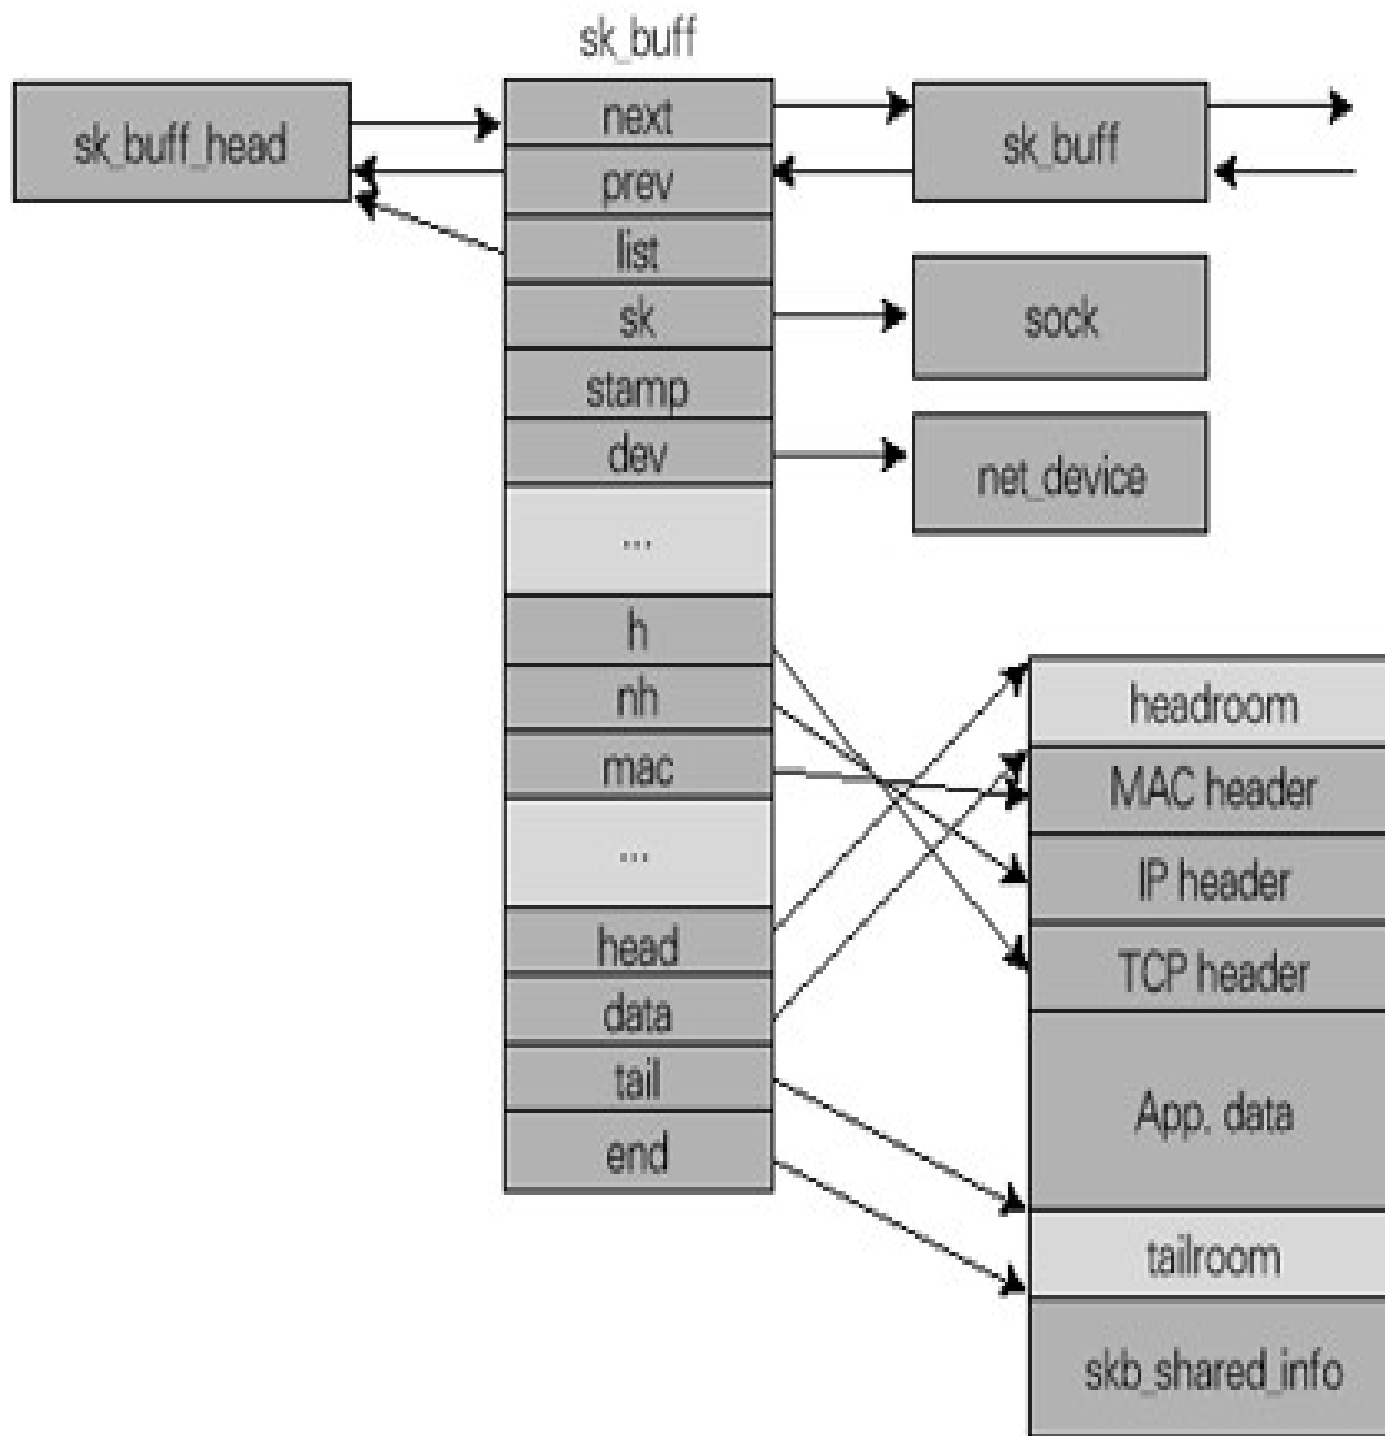 sk_buff
sk_buff_head
next
prev
list
sk
stamp
dev
...
h
nh
mac
...
head
data
tail
end
sk_buff
sock
net_device
headroom
MAC header
IP header
TCP header
App. data
tailroom
skb_shared_info